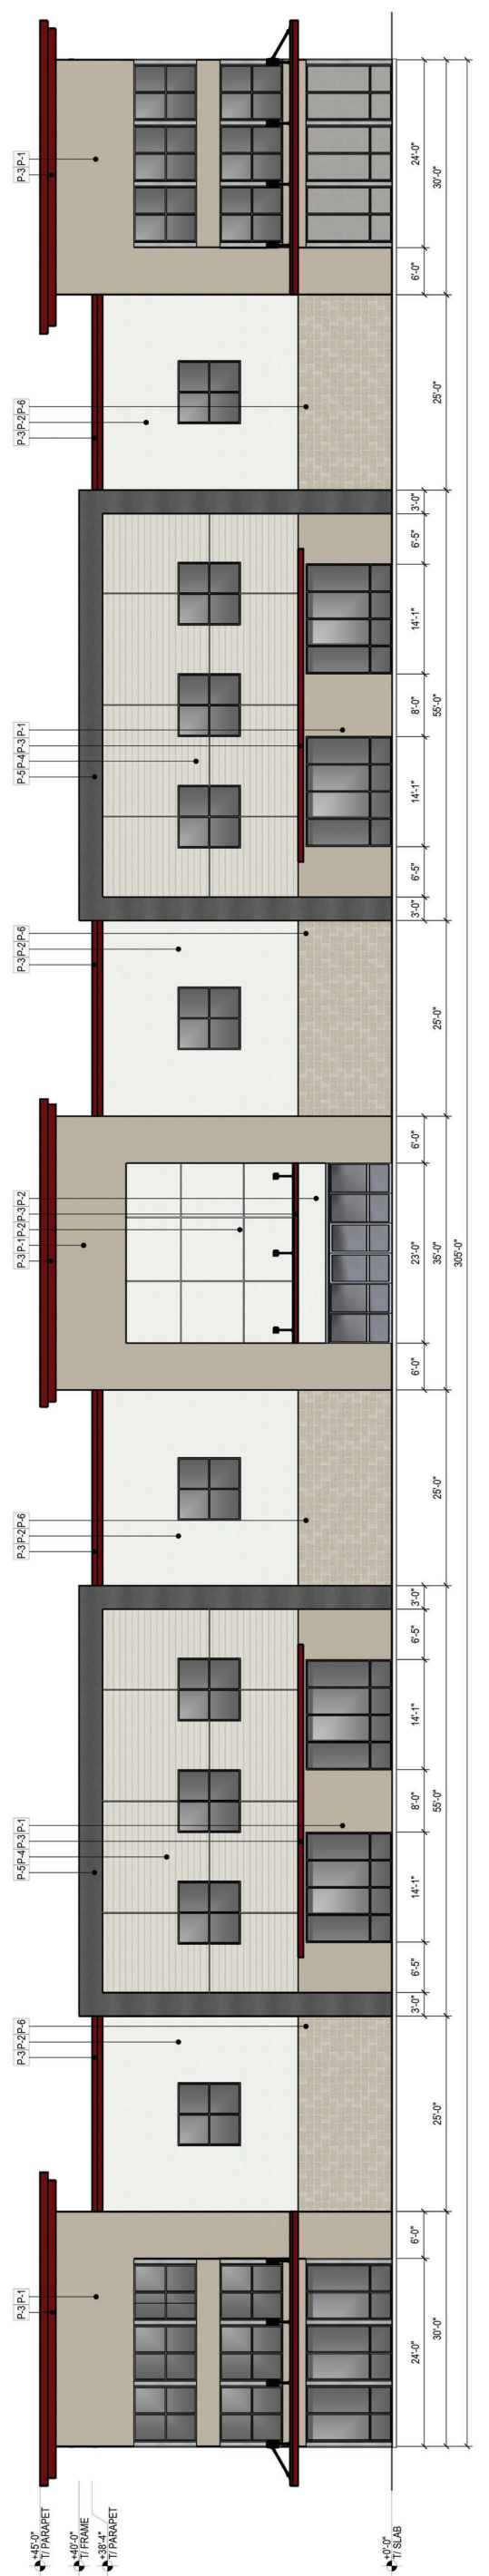 P-3 P-1 P-3 P-2 P-6 P-5 P-4 P-3 P-1 P-3 P-2 P-6 P-3 P-1 P-2 P-3 P-2 P-3 P-2 P-6 P-5 P-4 P-3 P-1 P-3 P-2 P-6 P-3 P-1
+45'-0"
T/ PARAPET
+40'-0"
T/ FRAME
+38'-4"
T/ PARAPET
+0'-0"
T/ SLAB
24'-0" 6'-0" 3'-0" 6'-5" 14'-1" 8'-0" 14'-1" 6'-5" 3'-0" 6'-0" 23'-0" 6'-0" 3'-0" 6'-5" 14'-1" 8'-0" 14'-1" 6'-5" 3'-0" 6'-0" 24'-0"
30'-0" 25'-0" 55'-0" 25'-0" 35'-0" 25'-0" 55'-0" 25'-0" 30'-0"
305'-0"